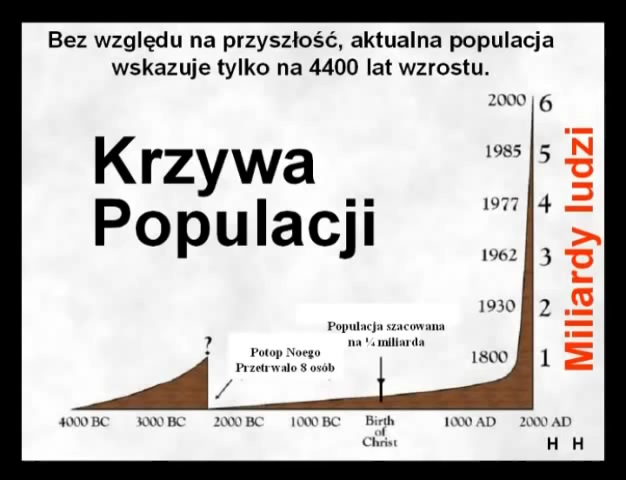 Bez względu na przyszłość, aktualna populacja
wskazuje tylko na 4400 lat wzrostu.
Krzywa
Populacji
2000 6
1985 5
1977 4
1962 3
1930 2
1800 1
Miliardy ludzi
Populacja szacowana
na ¼ miliarda
?
Potop Noego
Przetrwało 8 osób
4000 BC 3000 BC 2000 BC 1000 BC Birth of Christ 1000 AD 2000 AD
H H